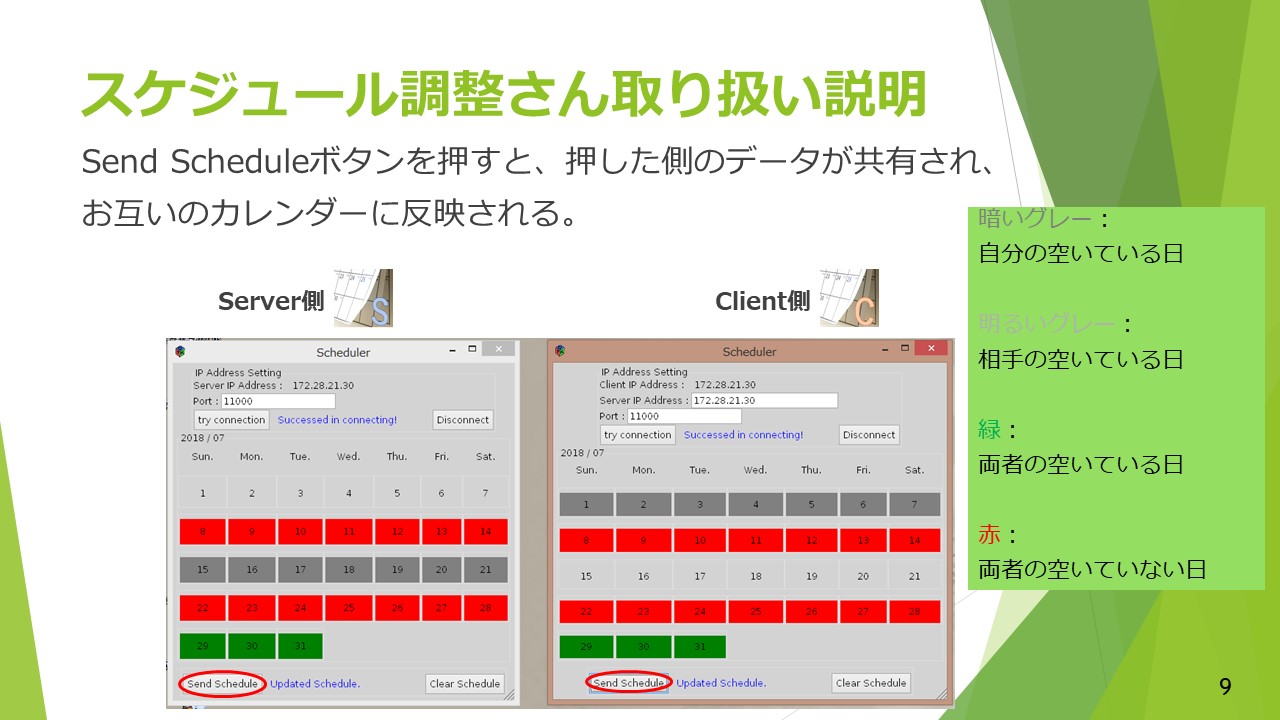 スケジュール調整さん取り扱い説明
Send Scheduleボタンを押すと、押した側のデータが共有され、
お互いのカレンダーに反映される。
Server側
S
Scheduler
IP Address Setting
Server IP Address : 172.28.21.30
Port : 11000
try connection Successed in connecting! Disconnect
2018 / 07
Sun. Mon. Tue. Wed. Thu. Fri. Sat.
1 2 3 4 5 6 7
8 9 10 11 12 13 14
15 16 17 18 19 20 21
22 23 24 25 26 27 28
29 30 31
Send Schedule Updated Schedule. Clear Schedule
Client側
C
Scheduler
IP Address Setting
Client IP Address : 172.28.21.30
Server IP Address : 172.28.21.30
Port : 11000
try connection Successed in connecting! Disconnect
2018 / 07
Sun. Mon. Tue. Wed. Thu. Fri. Sat.
1 2 3 4 5 6 7
8 9 10 11 12 13 14
15 16 17 18 19 20 21
22 23 24 25 26 27 28
29 30 31
Send Schedule Updated Schedule. Clear Schedule
暗いグレー：
自分の空いている日
明るいグレー：
相手の空いている日
緑：
両者の空いている日
赤：
両者の空いていない日
9